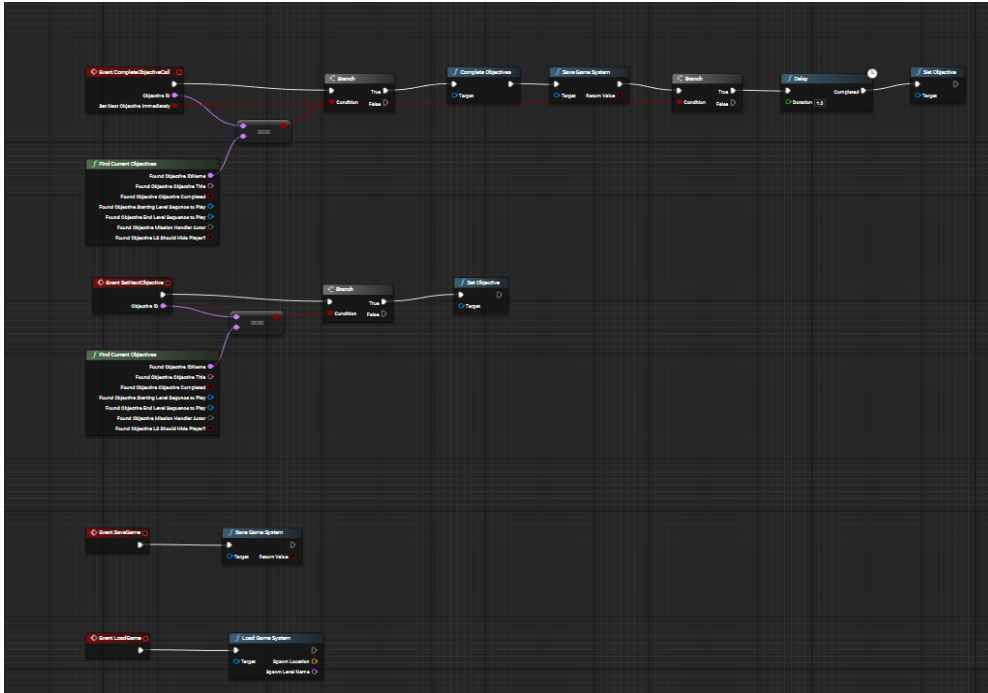 Event CompleteObjectiveCall
Objective ID
Set Next Objective Immediately
Branch
Condition
True
False
Complete Objectives
Target
Save Game System
Target
Return Value
Branch
Condition
True
False
Delay
Completed
Duration
1.0
Set Objective
Target
==
Find Current Objectives
Found Objective IDName
Found Objective Objective Title
Found Objective Objective Completed
Found Objective Starting Level Sequence to Play
Found Objective End Level Sequence to Play
Found Objective Mission Handler Actor
Found Objective LS Should Hide Player?
Event SetNextObjective
Objective ID
Branch
Condition
True
False
Set Objective
Target
==
Find Current Objectives
Found Objective IDName
Found Objective Objective Title
Found Objective Objective Completed
Found Objective Starting Level Sequence to Play
Found Objective End Level Sequence to Play
Found Objective Mission Handler Actor
Found Objective LS Should Hide Player?
Event SaveGame
Save Game System
Target
Return Value
Event LoadGame
Load Game System
Target
Spawn Location
Spawn Level Name